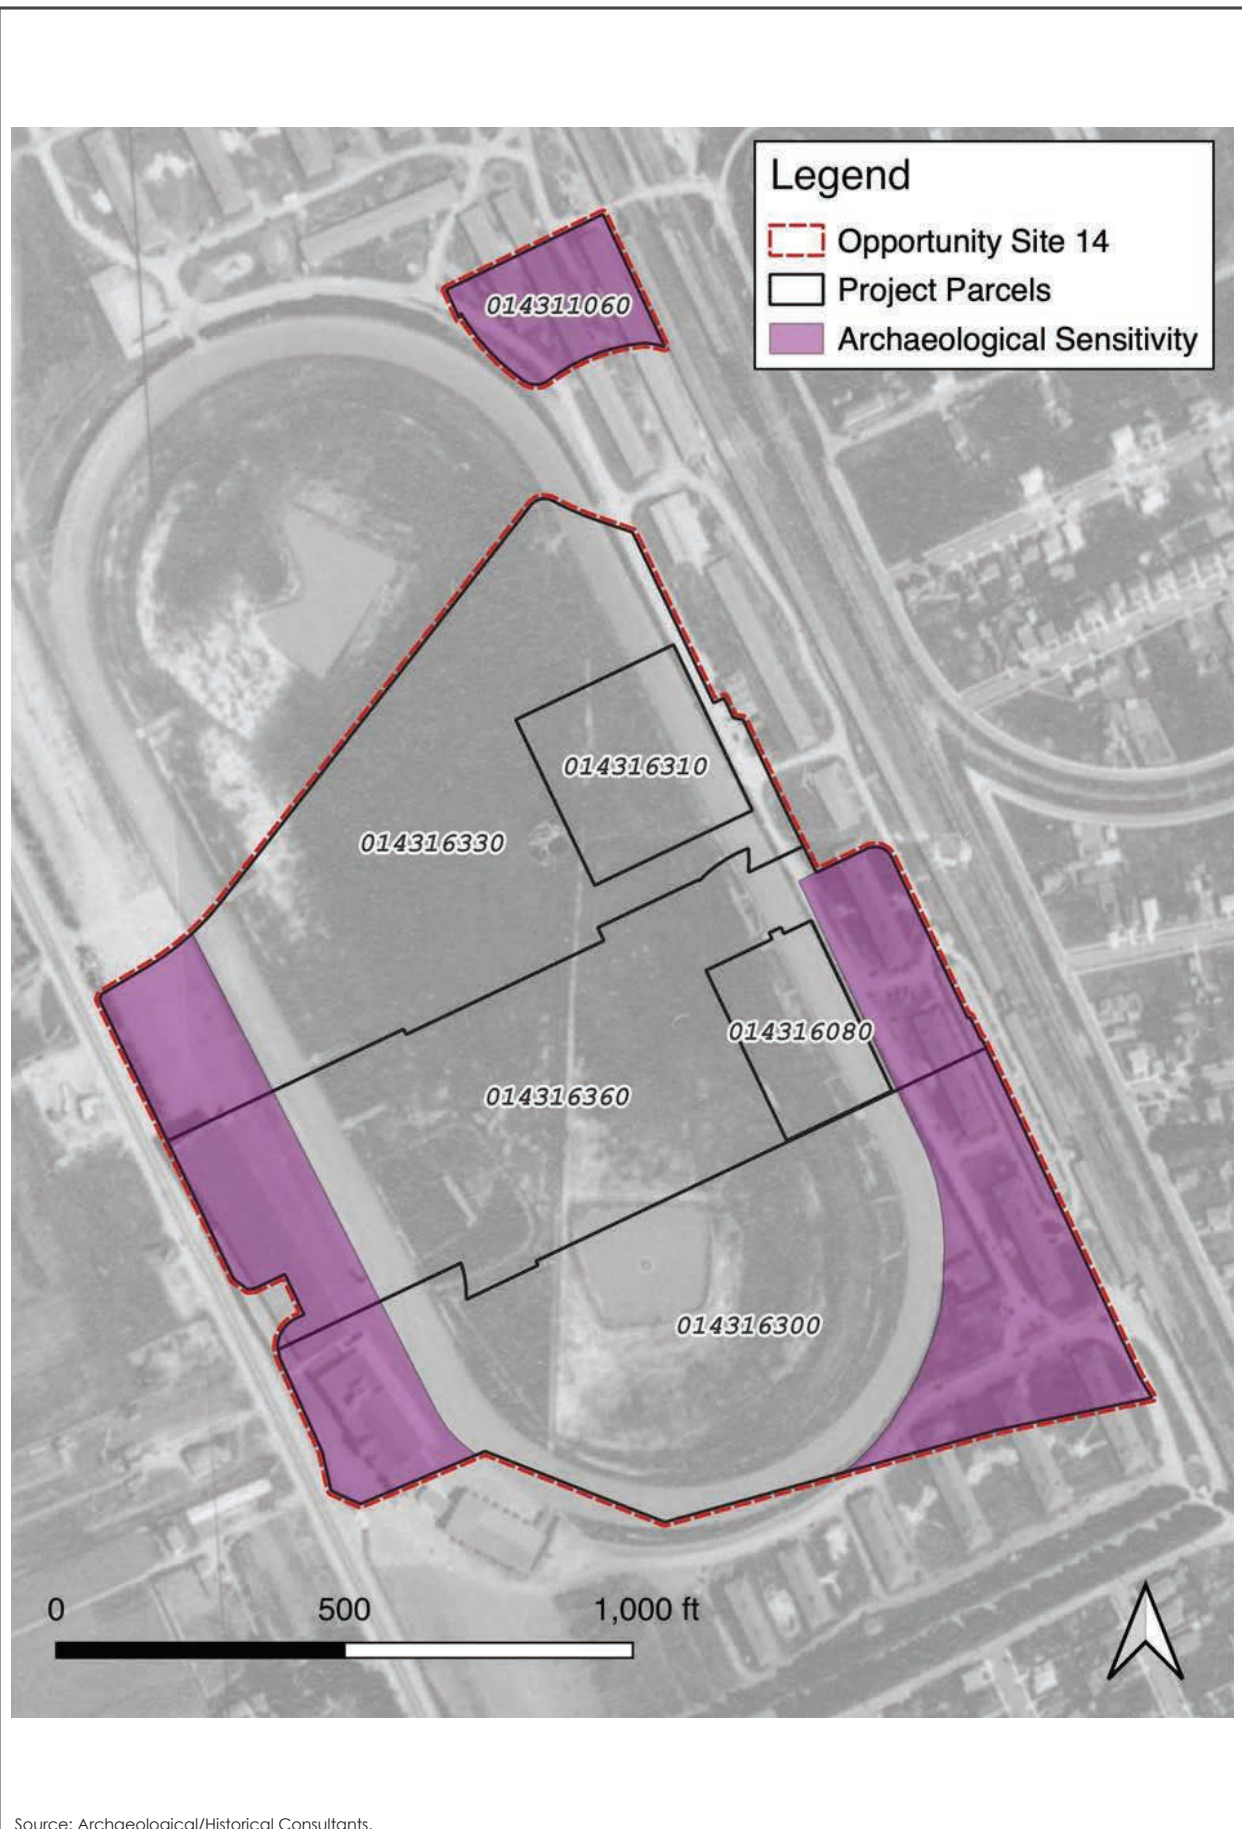 Legend
Opportunity Site 14
Project Parcels
Archaeological Sensitivity
014311060
014316310
014316330
014316080
014316360
014316300
0 500 1,000 ft
Source: Archaeological/Historical Consultants.